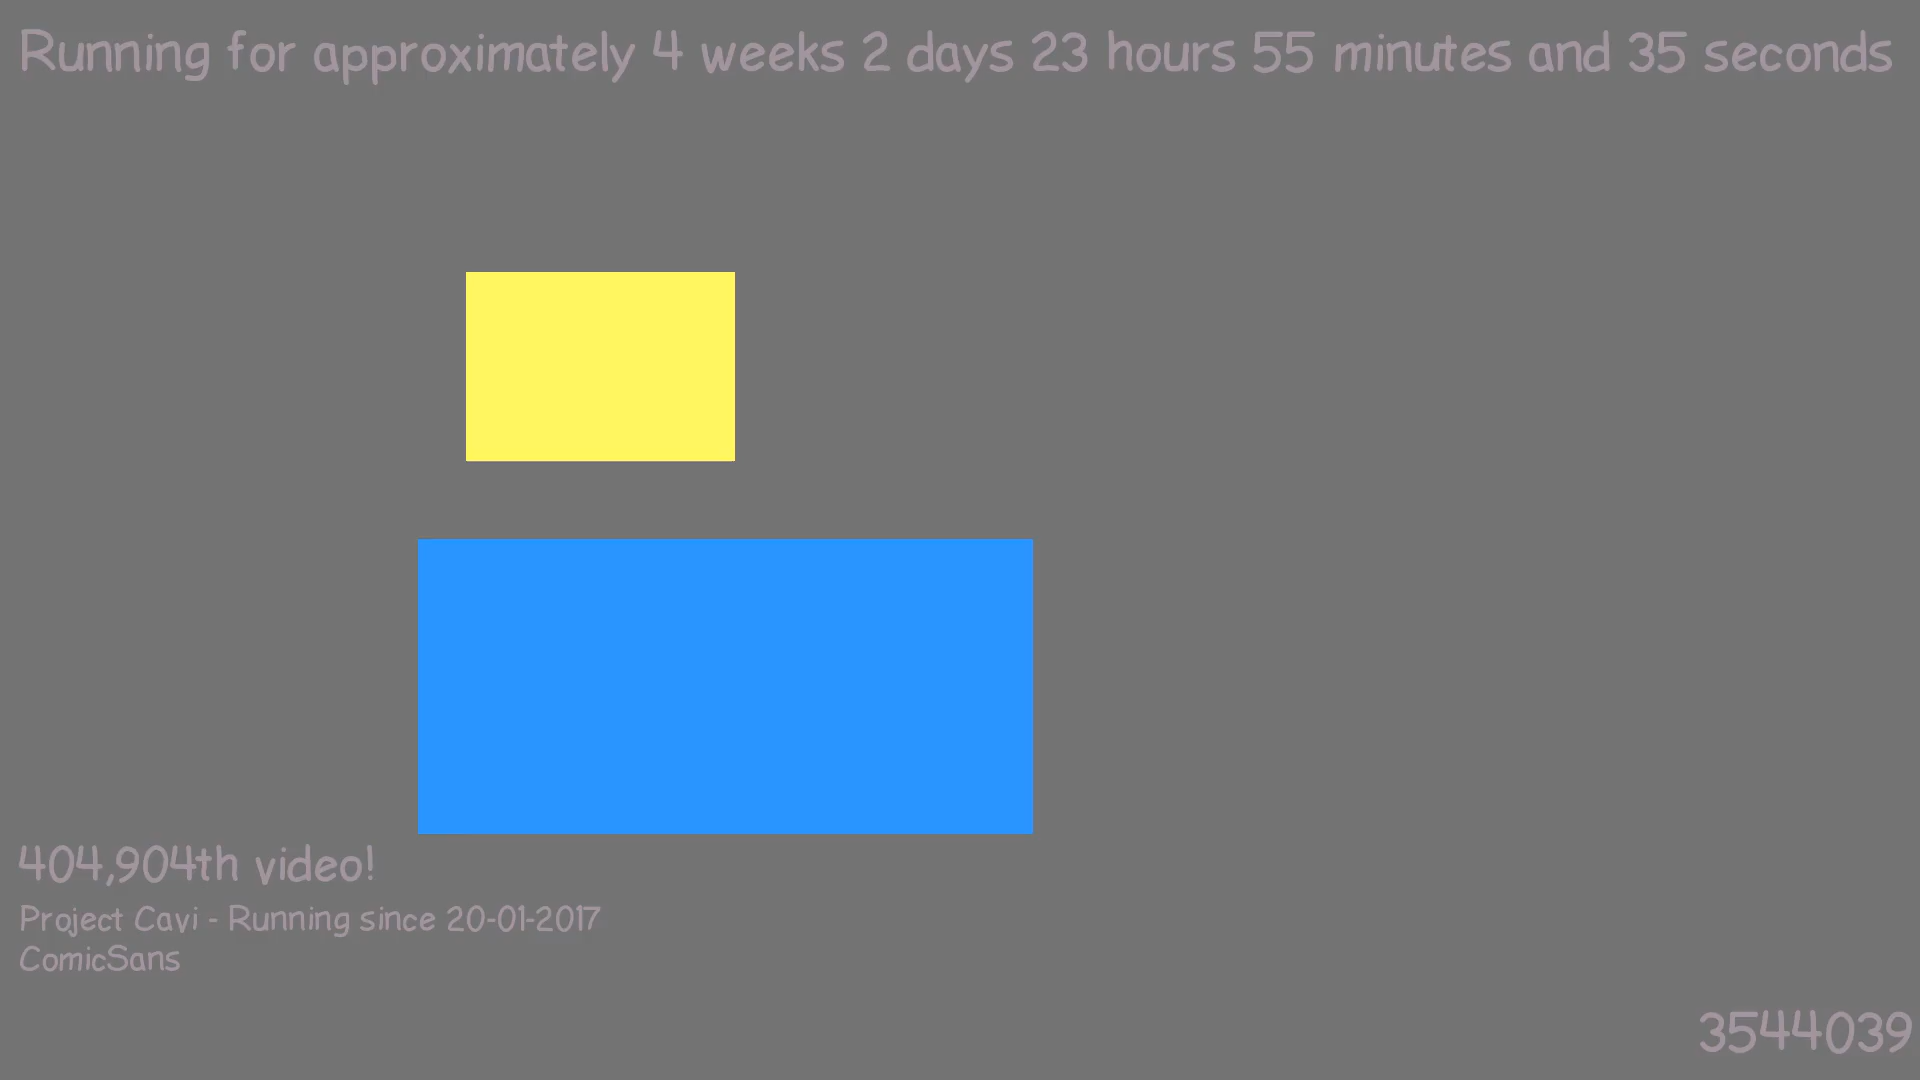 Running for approximately 4 weeks 2 days 23 hours 55 minutes and 35 seconds
404,904th video!
Project Cavi - Running since 20-01-2017
ComicSans
3544039